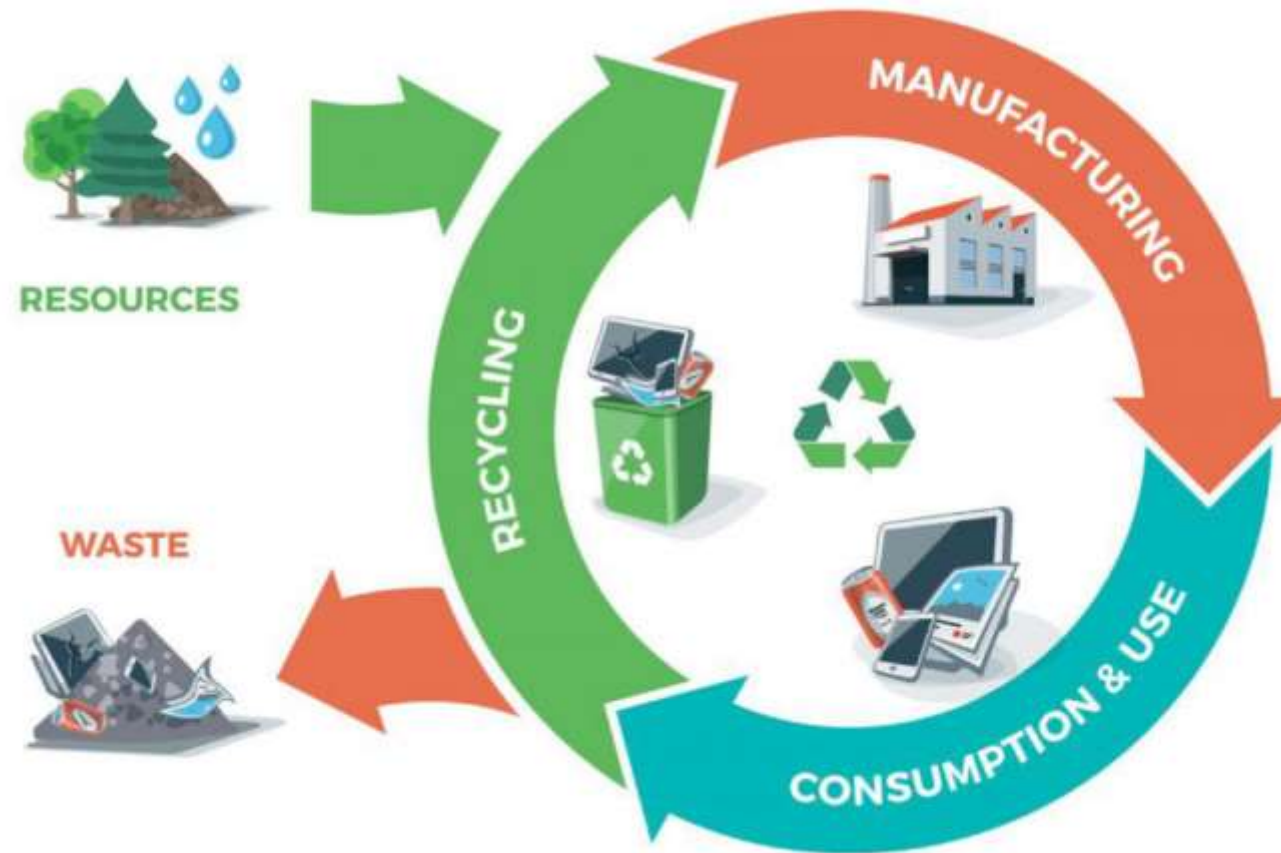 MANUFACTURING
RESOURCES
RECYCLING
WASTE
CONSUMPTION & USE